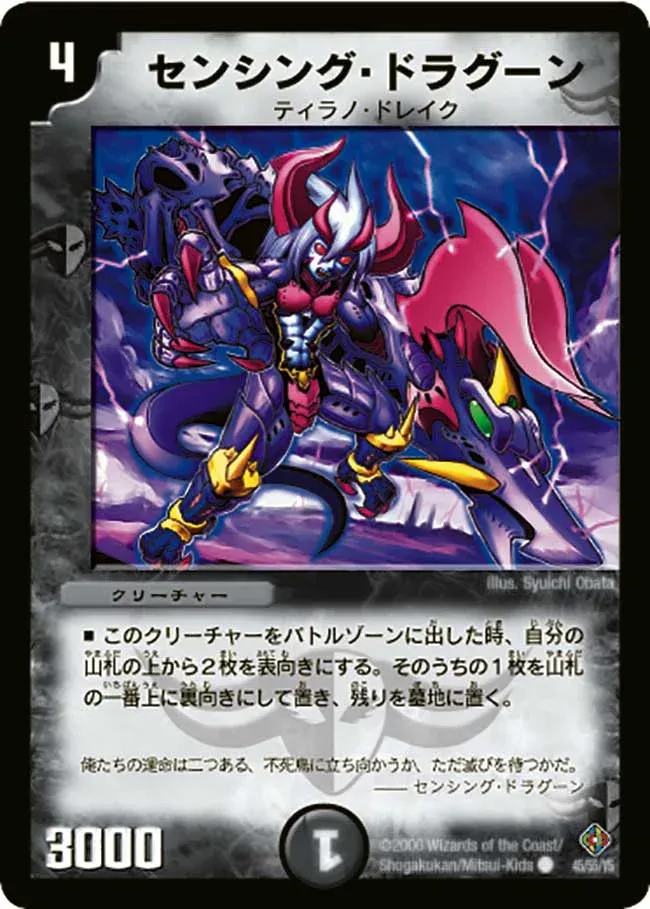 4
センシング・ドラグーン
ティラノ・ドレイク
illus. Syuichi Obata
クリーチャー
■ このクリーチャーをバトルゾーンに出した時、自分の
山札の上から2枚を表向きにする。そのうちの1枚を山札
の一番上に裏向きにして置き、残りを墓地に置く。
俺たちの運命は二つある、不死鳥に立ち向かうか、ただ滅びを待つかだ。
—— センシング・ドラグーン
3000
1
©2006 Wizards of the Coast/
Shogakukan/Mitsui-Kids
45/55/Y5